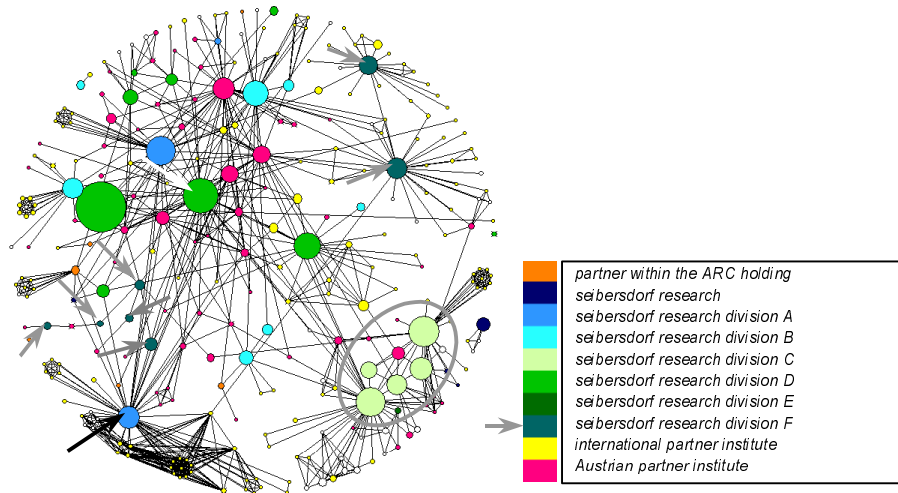 partner within the ARC holding
seibersdorf research
seibersdorf research division A
seibersdorf research division B
seibersdorf research division C
seibersdorf research division D
seibersdorf research division E
seibersdorf research division F
international partner institute
Austrian partner institute